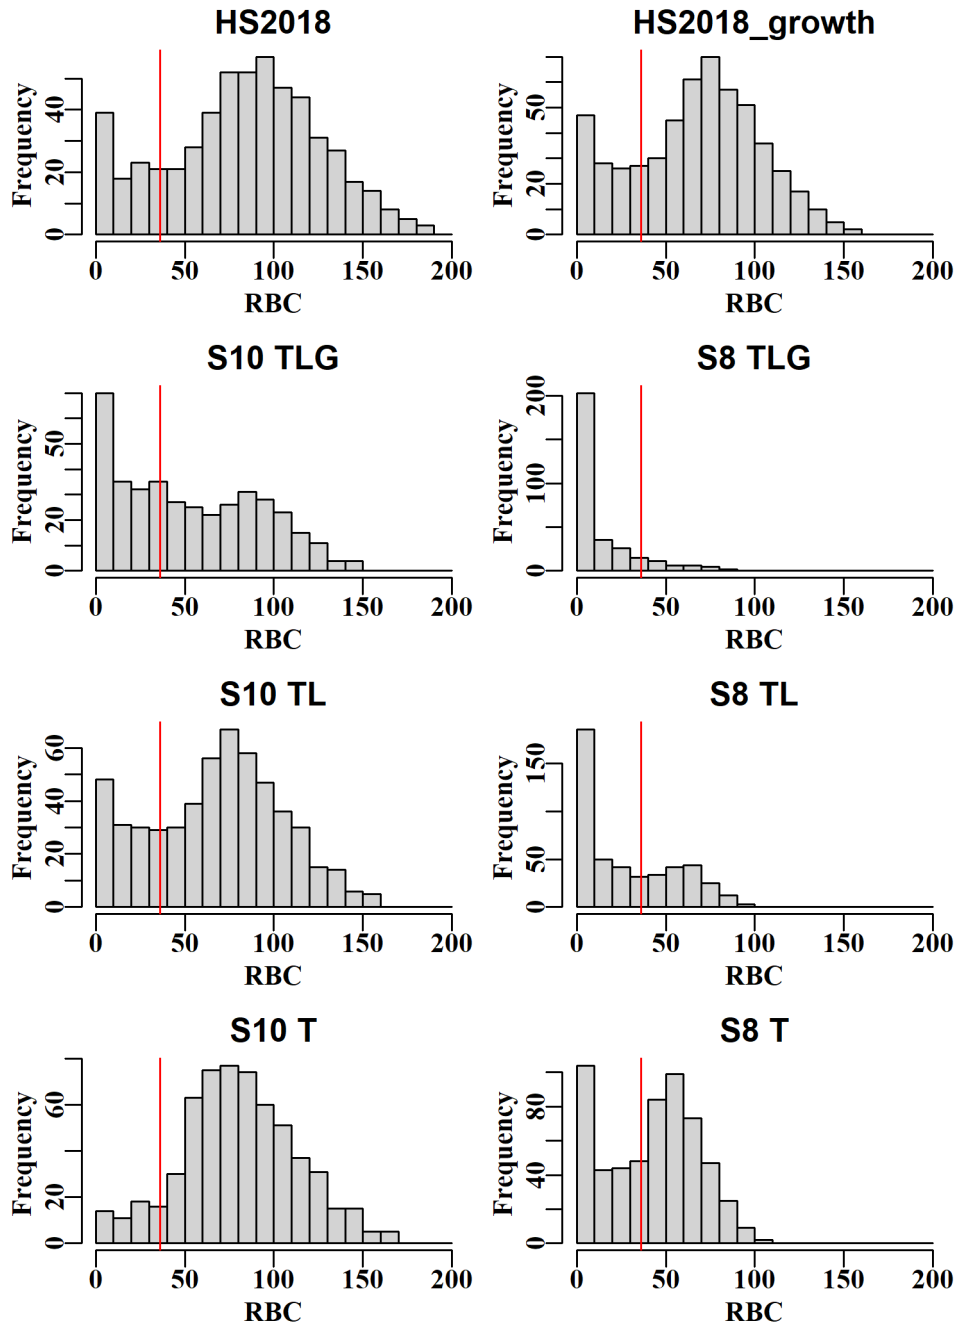 HS2018
Frequency
0 20 40
0 50 100 150 200
RBC
HS2018_growth
Frequency
0 20 50
0 50 100 150 200
RBC
S10 TLG
Frequency
0 20 50
0 50 100 150 200
RBC
S8 TLG
Frequency
0 100 200
0 50 100 150 200
RBC
S10 TL
Frequency
0 20 40 60
0 50 100 150 200
RBC
S8 TL
Frequency
0 50 150
0 50 100 150 200
RBC
S10 T
Frequency
0 20 60
0 50 100 150 200
RBC
S8 T
Frequency
0 40 80
0 50 100 150 200
RBC